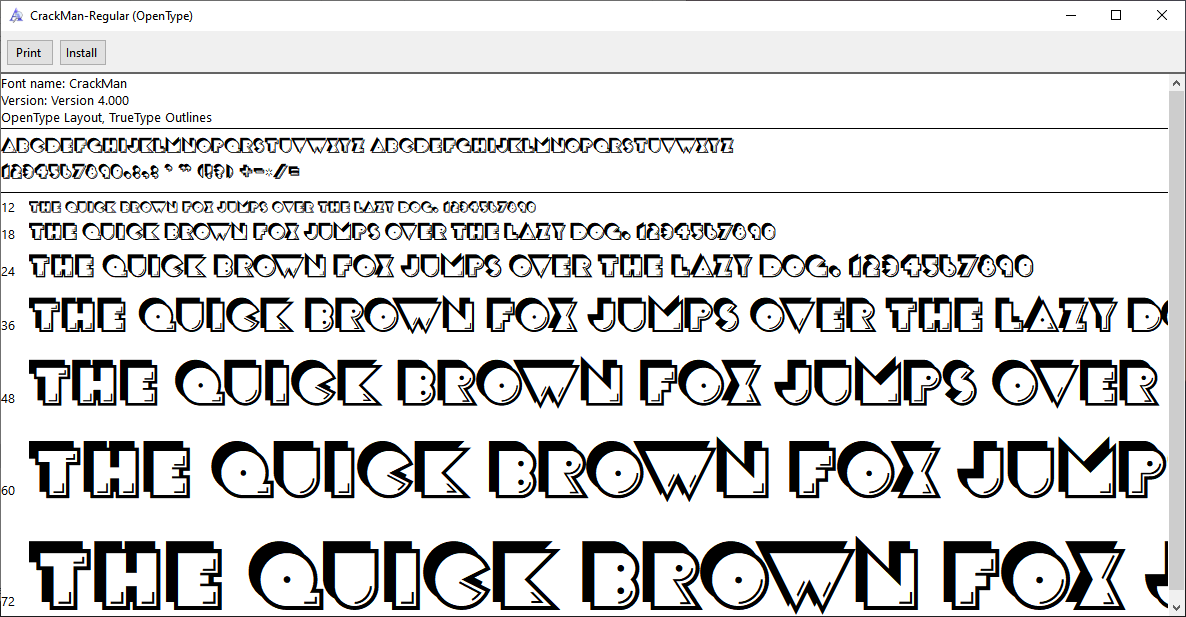 CrackMan-Regular (OpenType)
Print Install
Font name: CrackMan
Version: Version 4.000
OpenType Layout, TrueType Outlines
ABCDEFGHIJKLMNOPQRSTUVWXYZ ABCDEFGHIJKLMNOPQRSTUVWXYZ
1234567890.:,; ' " (!?) +-*/=
12 THE QUICK BROWN FOX JUMPS OVER THE LAZY DOG. 1234567890
18 THE QUICK BROWN FOX JUMPS OVER THE LAZY DOG. 1234567890
24 THE QUICK BROWN FOX JUMPS OVER THE LAZY DOG. 1234567890
36 THE QUICK BROWN FOX JUMPS OVER THE LAZY DO
48 THE QUICK BROWN FOX JUMPS OVER
60 THE QUICK BROWN FOX JUMP
72 THE QUICK BROWN FOX